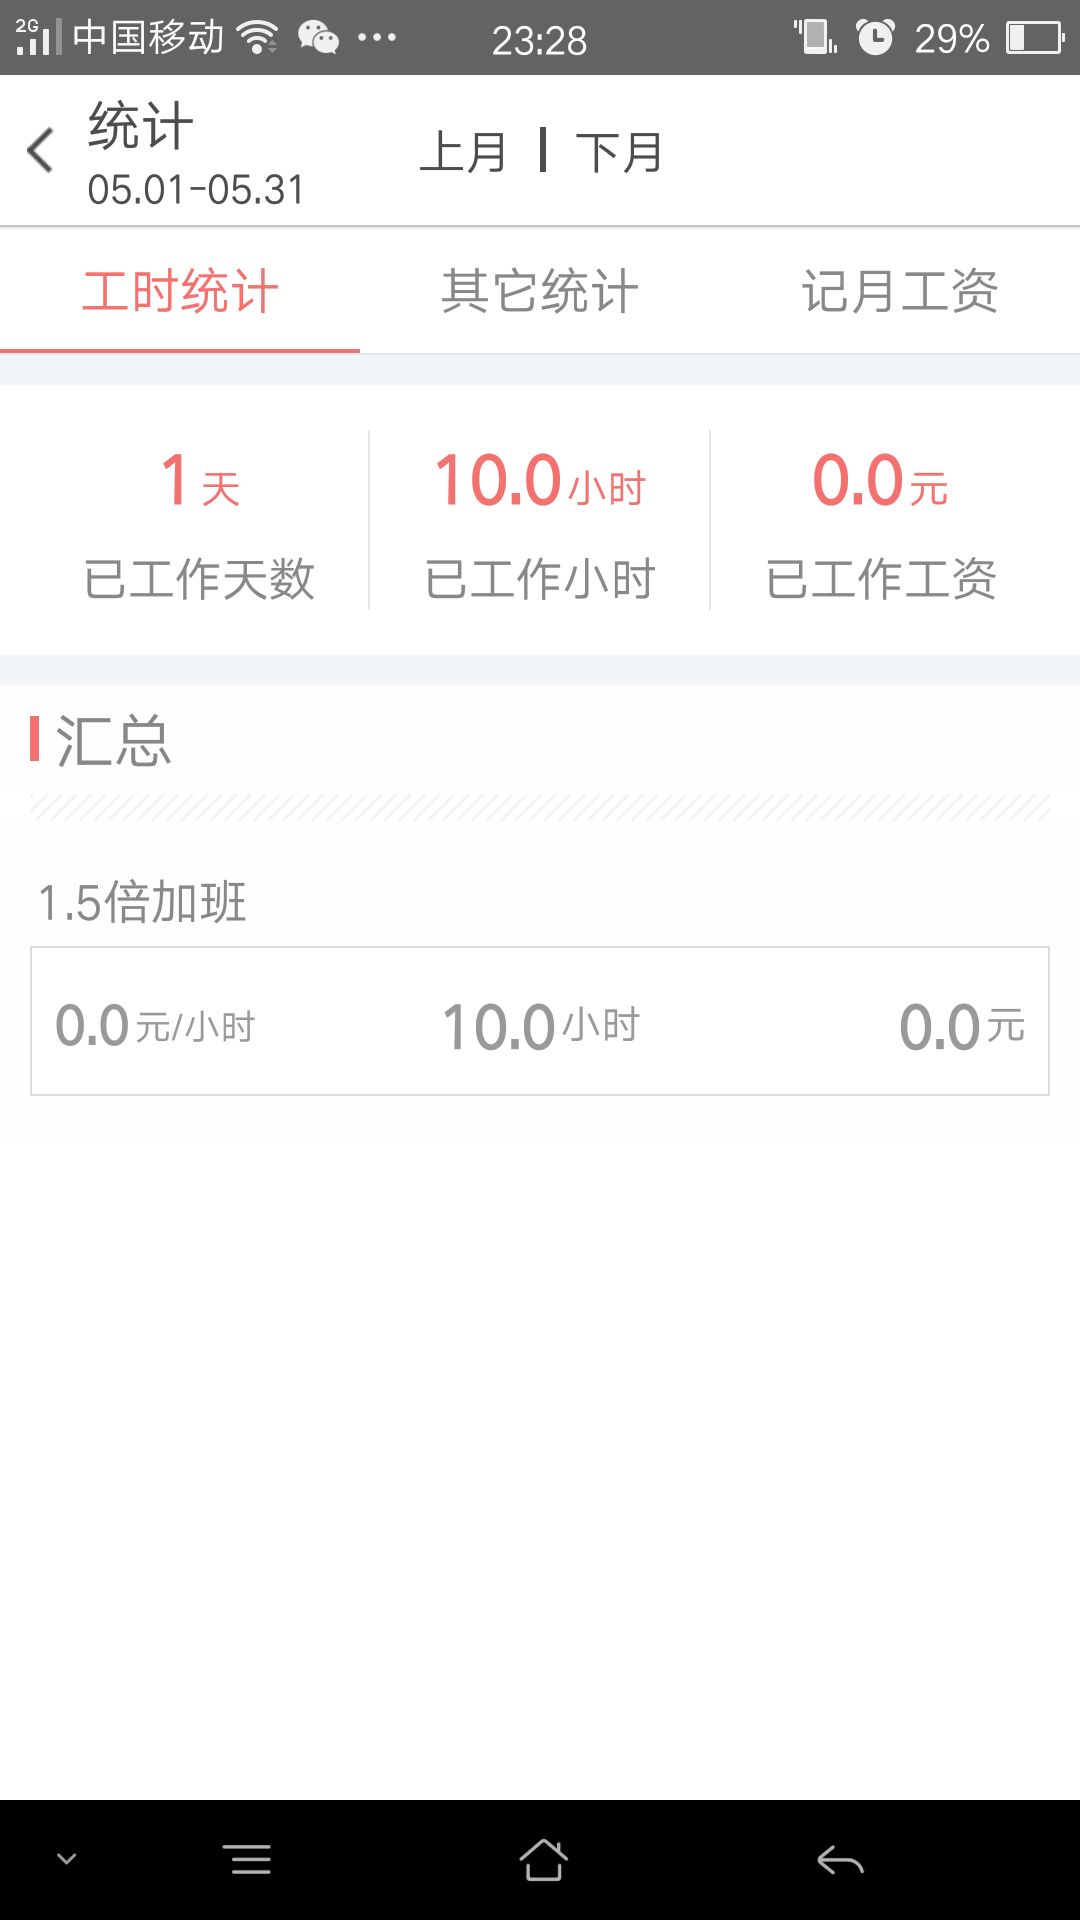 2G 中国移动 23:28 29%
统计
上月 下月
05.01-05.31
工时统计 其它统计 记月工资
1天 10.0小时 0.0元
已工作天数 已工作小时 已工作工资
汇总
1.5倍加班
0.0元/小时 10.0小时 0.0元